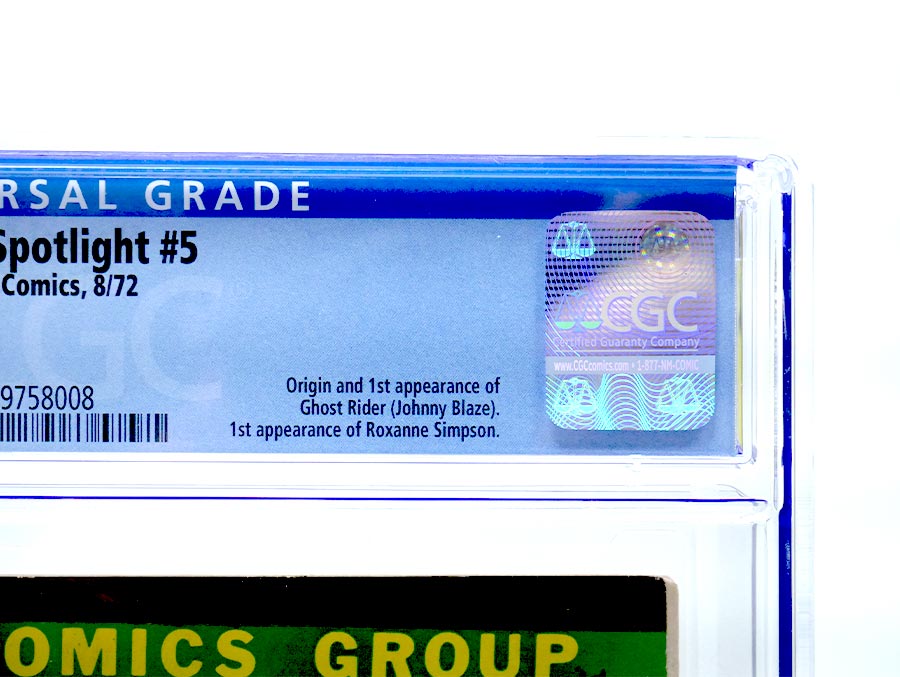 RSAL GRADE
Spotlight #5
Comics, 8/72
GC
9758008
Origin and 1st appearance of
Ghost Rider (Johnny Blaze).
1st appearance of Roxanne Simpson.
CGC
Certified Guaranty Company
www.CGCcomics.com • 1-877-NM-COMIC
OMICS GROUP